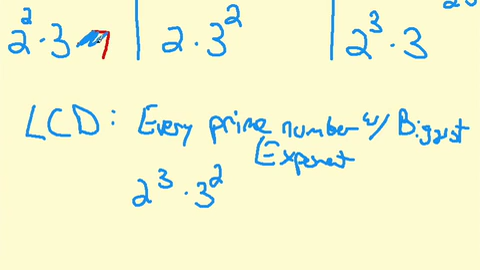 2² · 3 | 2 · 3² | 2³ · 3
LCD : Every prime number w/ Biggest
Exponent
2³ · 3²